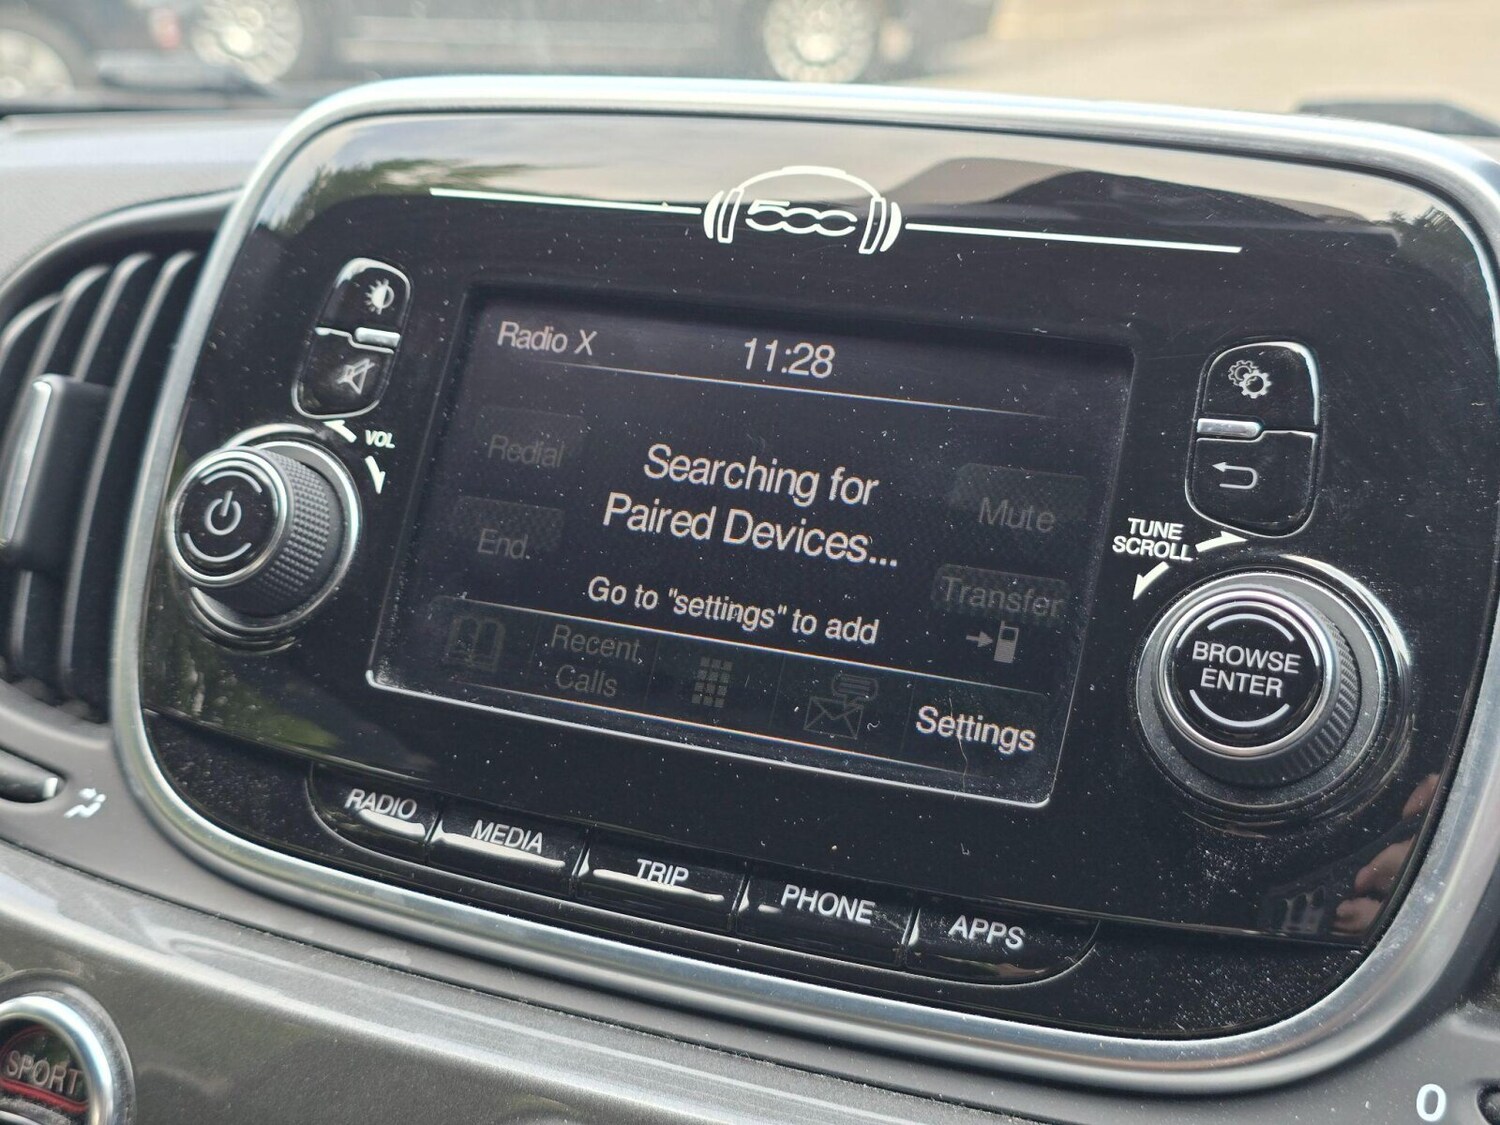 500
Radio X
11:28
VOL
Redial
Searching for
Paired Devices...
Mute
End
TUNE
SCROLL
Go to "settings" to add
Transfer
Recent
Calls
Settings
BROWSE
ENTER
RADIO
MEDIA
TRIP
PHONE
APPS
SPORT
0